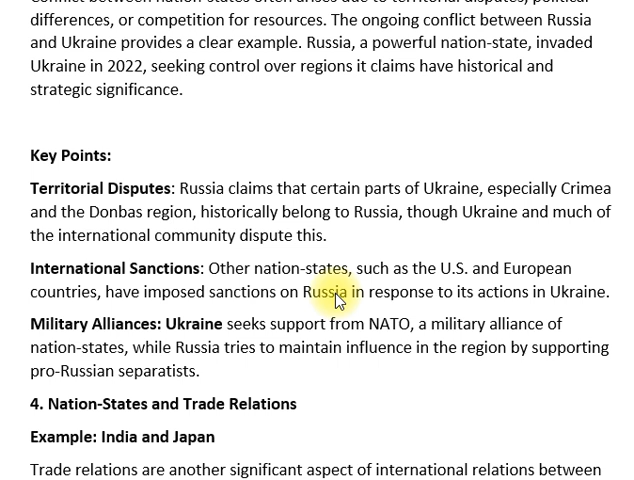 Conflict between nation-states often arises due to territorial disputes, political
differences, or competition for resources. The ongoing conflict between Russia
and Ukraine provides a clear example. Russia, a powerful nation-state, invaded
Ukraine in 2022, seeking control over regions it claims have historical and
strategic significance.
Key Points:
Territorial Disputes: Russia claims that certain parts of Ukraine, especially Crimea
and the Donbas region, historically belong to Russia, though Ukraine and much of
the international community dispute this.
International Sanctions: Other nation-states, such as the U.S. and European
countries, have imposed sanctions on Russia in response to its actions in Ukraine.
Military Alliances: Ukraine seeks support from NATO, a military alliance of
nation-states, while Russia tries to maintain influence in the region by supporting
pro-Russian separatists.
4. Nation-States and Trade Relations
Example: India and Japan
Trade relations are another significant aspect of international relations between